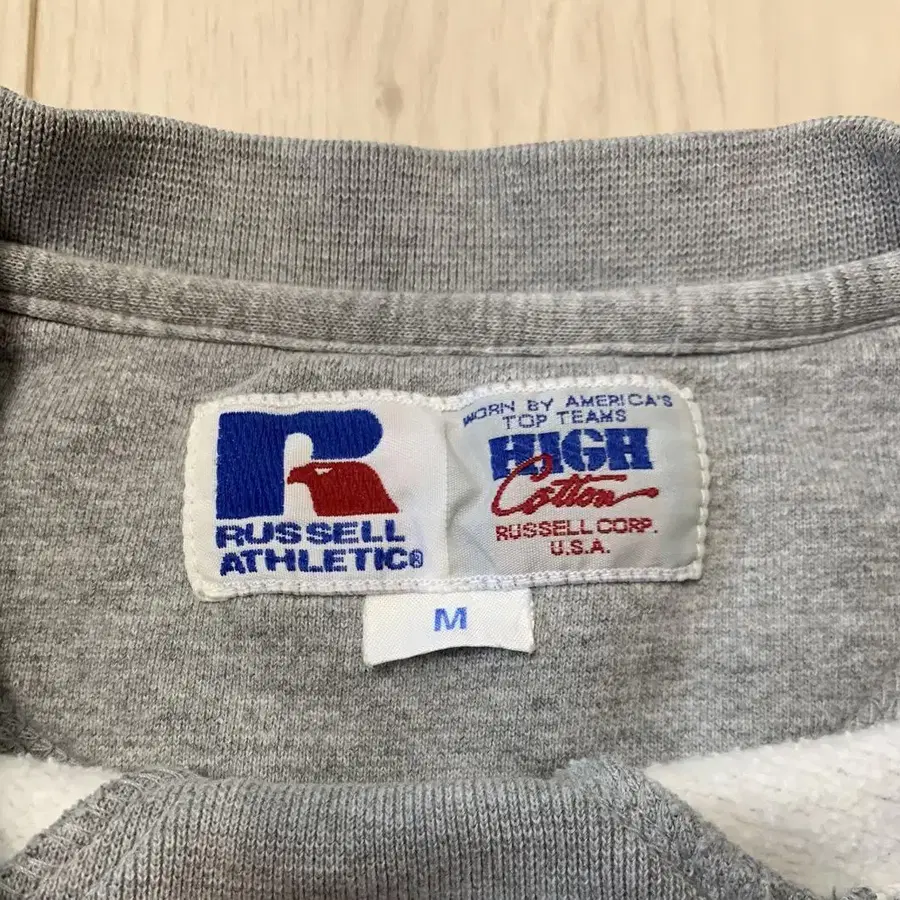 RUSSELL
ATHLETIC®
WORN BY AMERICA'S
TOP TEAMS
HIGH
Cotton
RUSSELL CORP.
U.S.A.
M